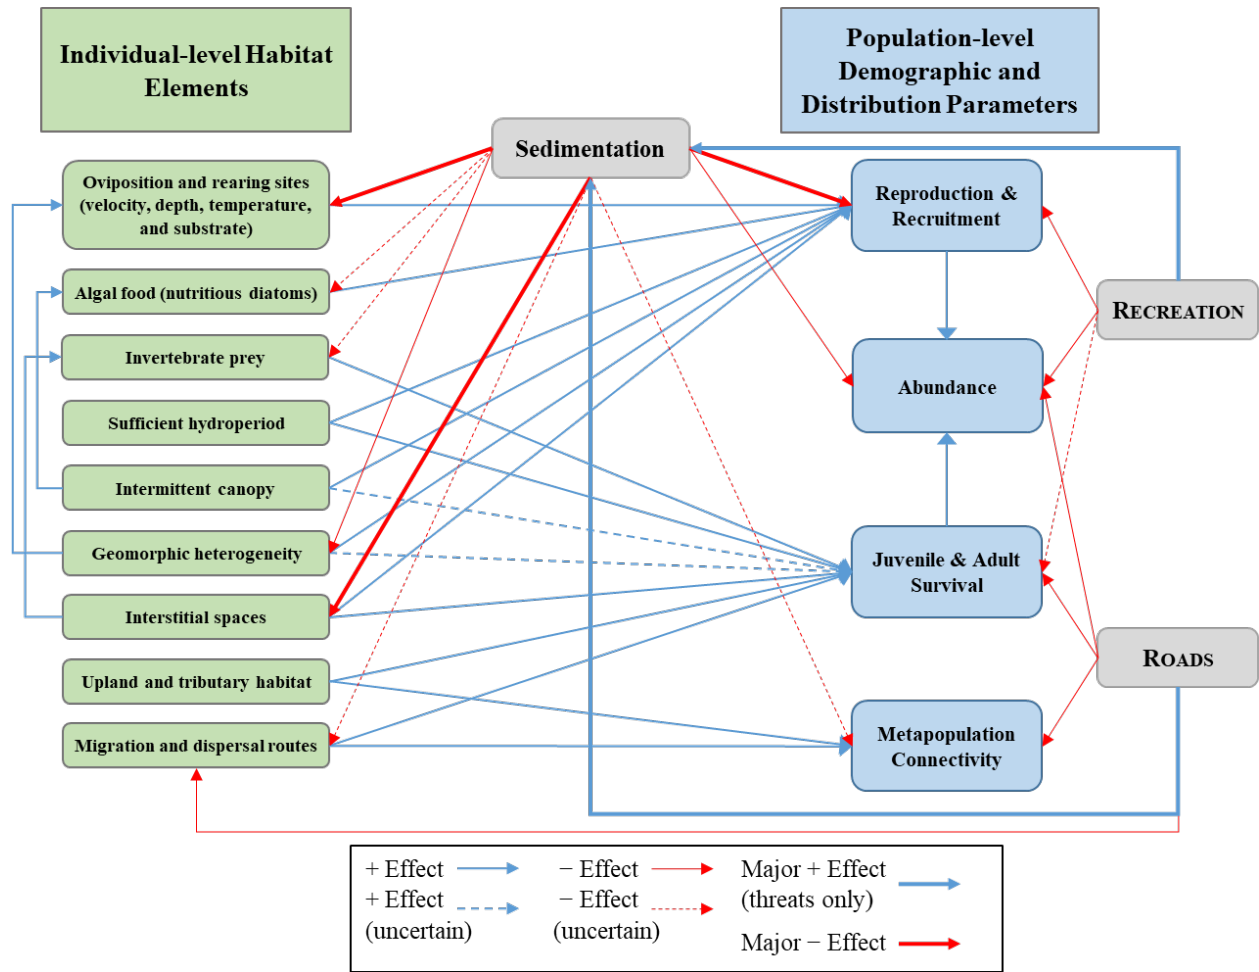 Individual-level Habitat
Elements
Population-level
Demographic and
Distribution Parameters
Sedimentation
Oviposition and rearing sites
(velocity, depth, temperature,
and substrate)
Algal food (nutritious diatoms)
Invertebrate prey
Sufficient hydroperiod
Intermittent canopy
Geomorphic heterogeneity
Interstitial spaces
Upland and tributary habitat
Migration and dispersal routes
Reproduction &
Recruitment
Abundance
Juvenile & Adult
Survival
Metapopulation
Connectivity
RECREATION
ROADS
+ Effect
+ Effect
(uncertain)
− Effect
− Effect
(uncertain)
Major + Effect
(threats only)
Major − Effect